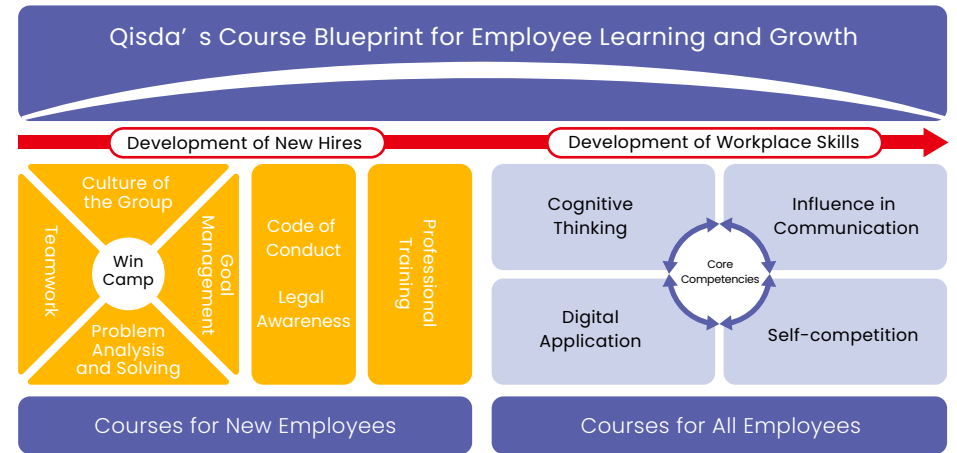 Qisda’s Course Blueprint for Employee Learning and Growth
Development of New Hires
Development of Workplace Skills
Culture of
the Group
Teamwork
Win
Camp
Goal
Management
Problem
Analysis
and Solving
Code of
Conduct
Legal
Awareness
Professional
Training
Cognitive
Thinking
Influence in
Communication
Core
Competencies
Digital
Application
Self-competition
Courses for New Employees
Courses for All Employees